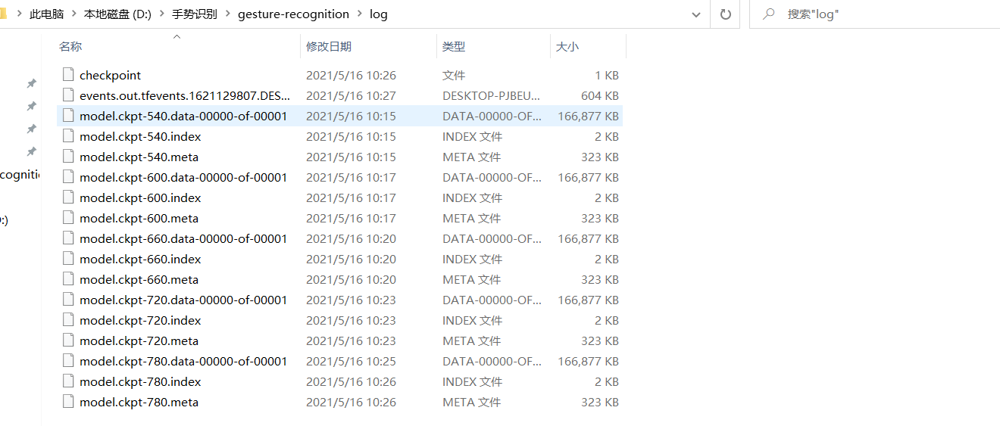 此电脑 > 本地磁盘 (D:) > 手势识别 > gesture-recognition > log 搜索"log"
名称 修改日期 类型 大小
checkpoint 2021/5/16 10:26 文件 1 KB
events.out.tfevents.1621129807.DES... 2021/5/16 10:27 DESKTOP-PJBEU... 604 KB
model.ckpt-540.data-00000-of-00001 2021/5/16 10:15 DATA-00000-OF... 166,877 KB
model.ckpt-540.index 2021/5/16 10:15 INDEX 文件 2 KB
model.ckpt-540.meta 2021/5/16 10:15 META 文件 323 KB
cogniti model.ckpt-600.data-00000-of-00001 2021/5/16 10:17 DATA-00000-OF... 166,877 KB
model.ckpt-600.index 2021/5/16 10:17 INDEX 文件 2 KB
:) model.ckpt-600.meta 2021/5/16 10:17 META 文件 323 KB
model.ckpt-660.data-00000-of-00001 2021/5/16 10:20 DATA-00000-OF... 166,877 KB
model.ckpt-660.index 2021/5/16 10:20 INDEX 文件 2 KB
model.ckpt-660.meta 2021/5/16 10:20 META 文件 323 KB
model.ckpt-720.data-00000-of-00001 2021/5/16 10:23 DATA-00000-OF... 166,877 KB
model.ckpt-720.index 2021/5/16 10:23 INDEX 文件 2 KB
model.ckpt-720.meta 2021/5/16 10:23 META 文件 323 KB
model.ckpt-780.data-00000-of-00001 2021/5/16 10:25 DATA-00000-OF... 166,877 KB
model.ckpt-780.index 2021/5/16 10:26 INDEX 文件 2 KB
model.ckpt-780.meta 2021/5/16 10:26 META 文件 323 KB